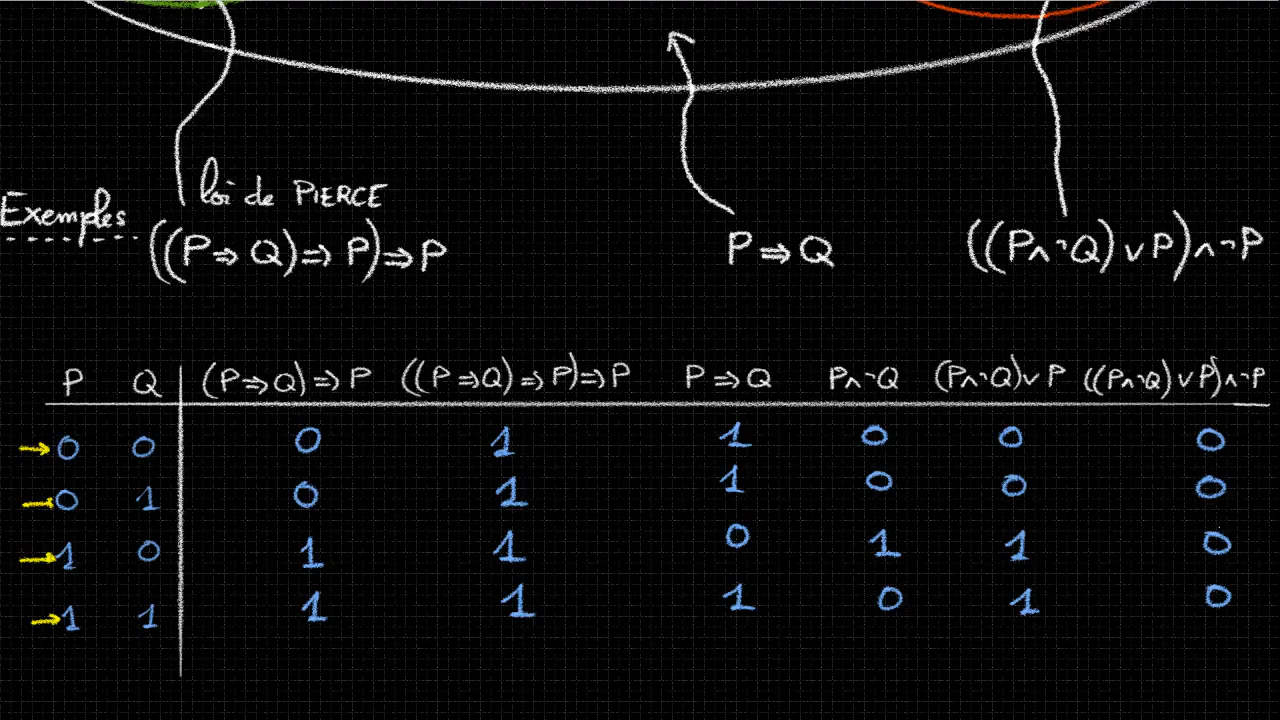 loi de PIERCE
Exemples ((P⇒Q)⇒P)⇒P P⇒Q ((P∧¬Q)∨P)∧¬P
P Q (P⇒Q)⇒P ((P⇒Q)⇒P)⇒P P⇒Q P∧¬Q (P∧¬Q)∨P ((P∧¬Q)∨P)∧¬P
→0 0 0 1 1 0 0 0
→0 1 0 1 1 0 0 0
→1 0 1 1 0 1 1 0
→1 1 1 1 1 0 1 0